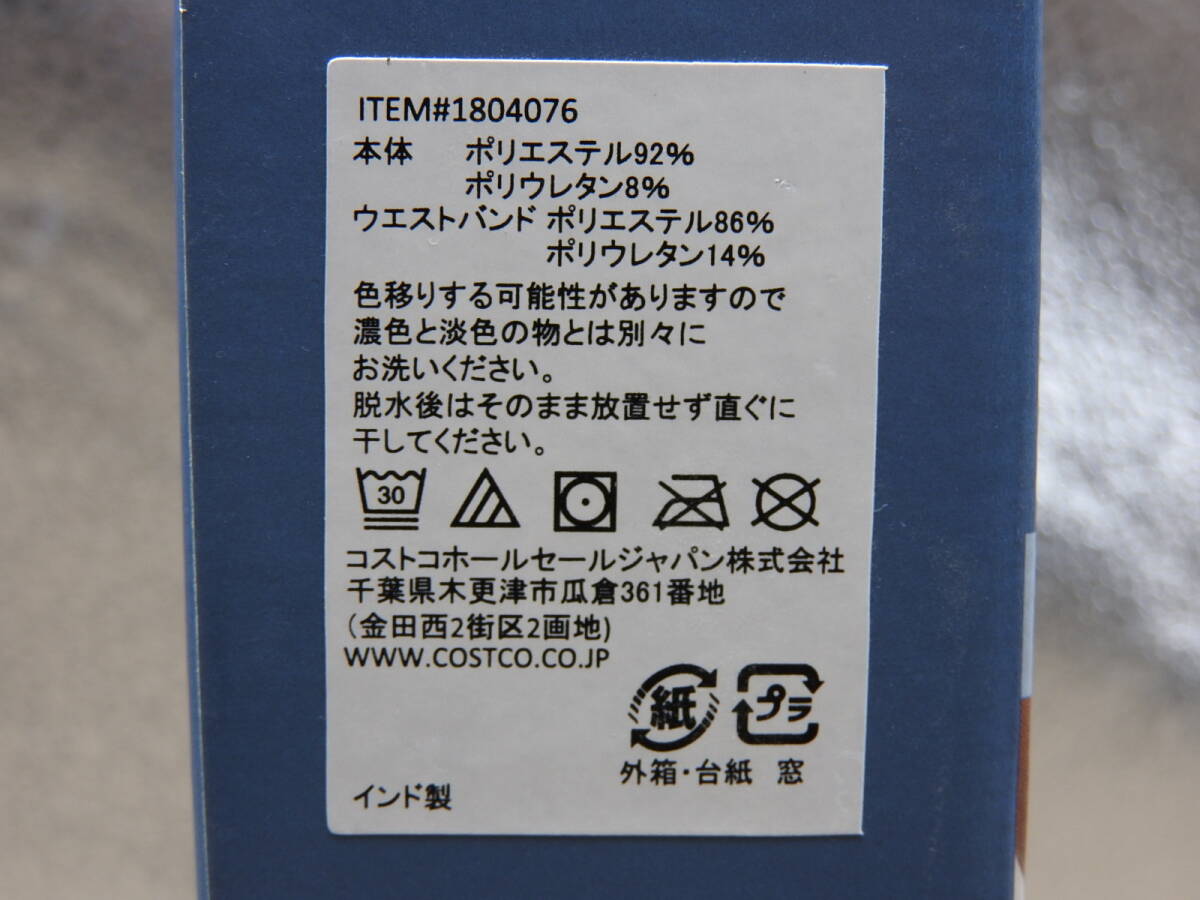 ITEM#1804076
本体 ポリエステル92%
ポリウレタン8%
ウエストバンド ポリエステル86%
ポリウレタン14%
色移りする可能性がありますので
濃色と淡色の物とは別々に
お洗いください。
脱水後はそのまま放置せず直ぐに
干してください。
30
コストコホールセールジャパン株式会社
千葉県木更津市瓜倉361番地
(金田西2街区2画地)
WWW.COSTCO.CO.JP
紙 プラ
外箱・台紙 窓
インド製